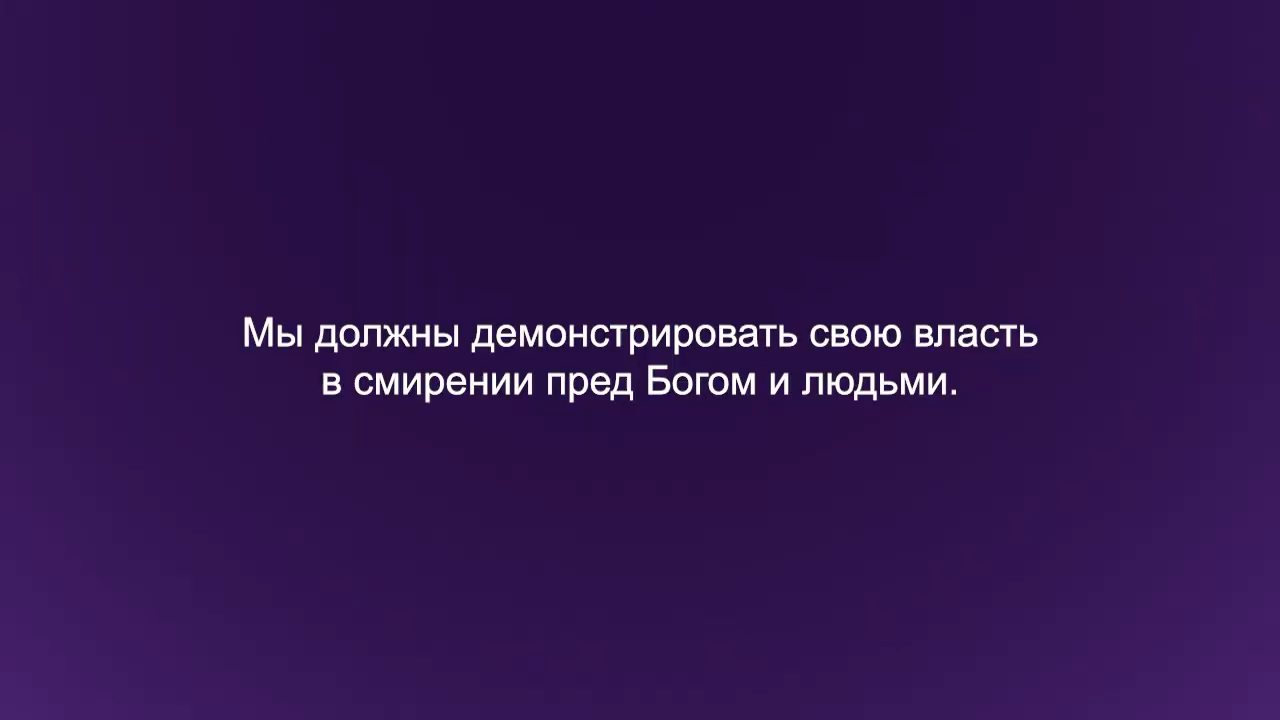 Мы должны демонстрировать свою власть
в смирении пред Богом и людьми.